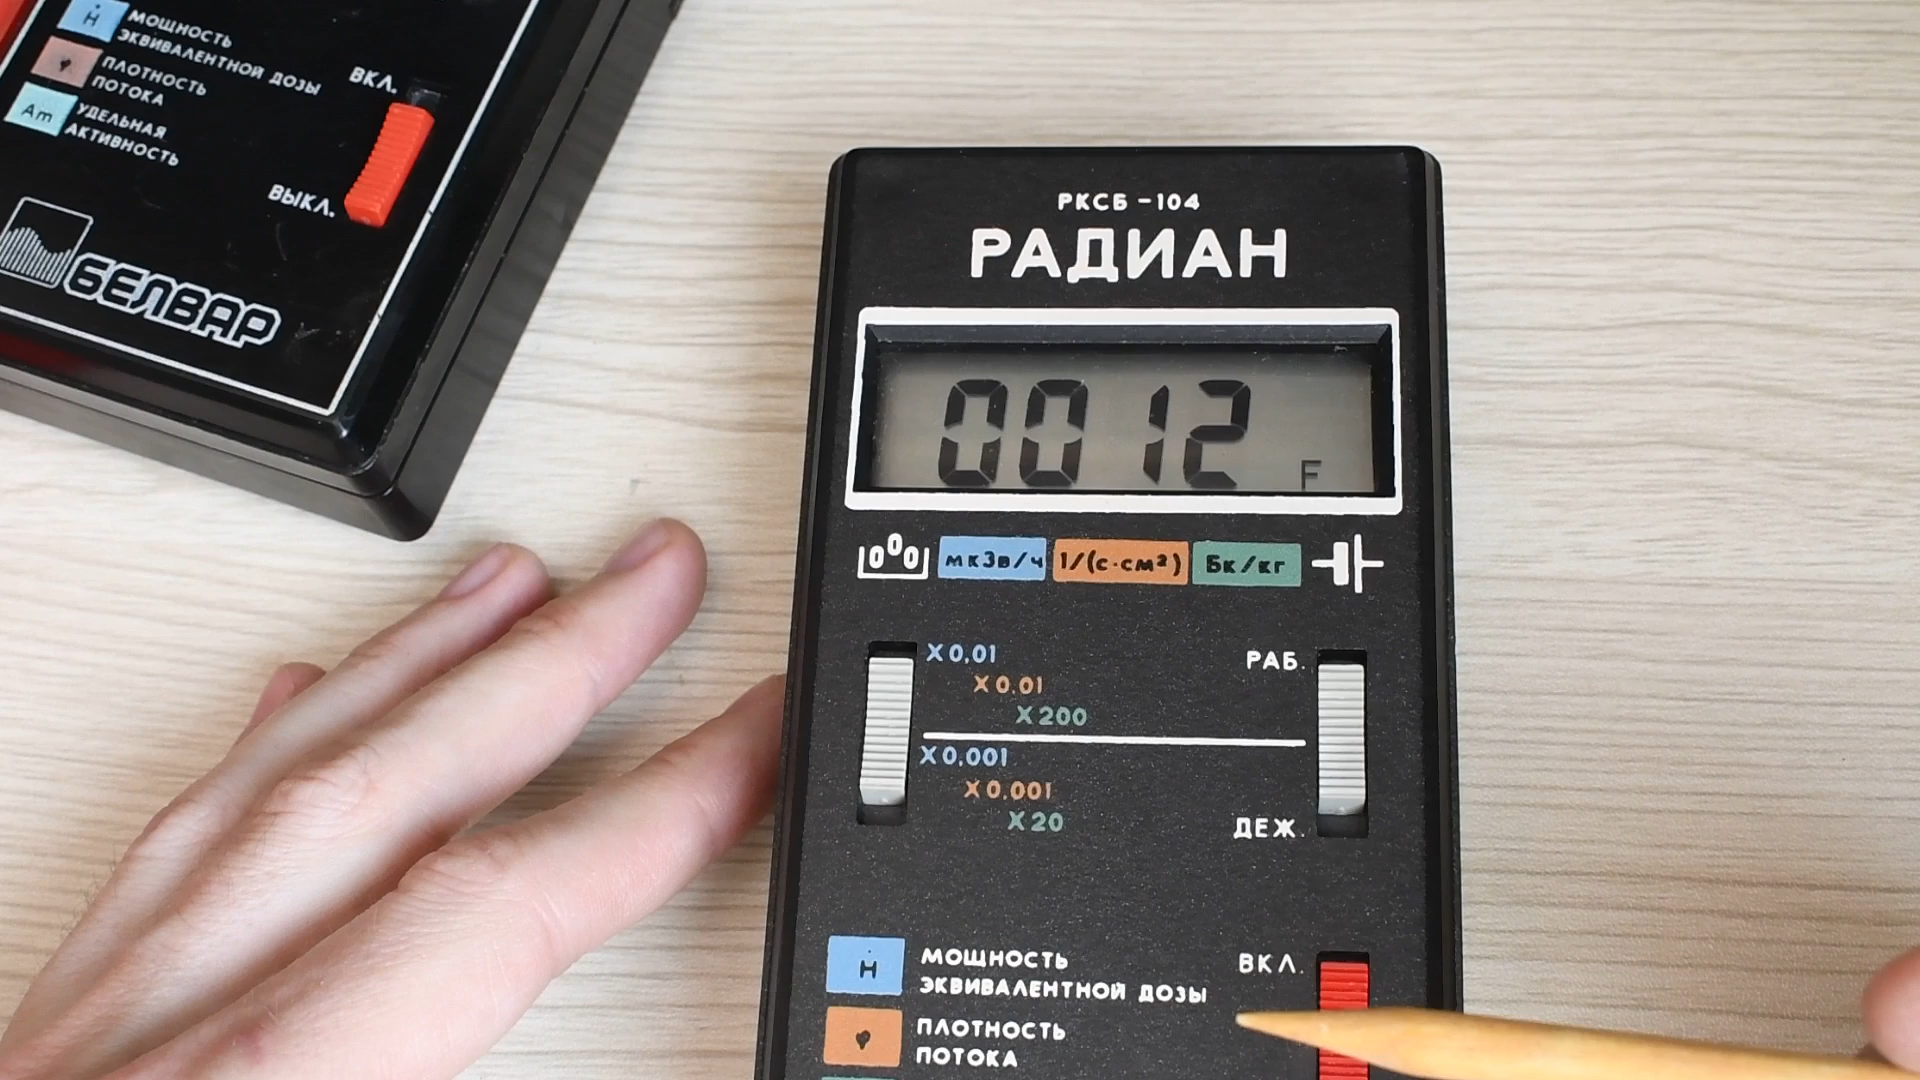 Ḣ МОЩНОСТЬ
ЭКВИВАЛЕНТНОЙ ДОЗЫ
φ ПЛОТНОСТЬ
ПОТОКА
Am УДЕЛЬНАЯ
АКТИВНОСТЬ
ВКЛ.
ВЫКЛ.
БЕЛВАР
РКСБ-104
РАДИАН
0012 F
мкЗв/ч 1/(с·см²) Бк/кг
X0,01
X0.01
X200
X0,001
X0,001
X20
РАБ.
ДЕЖ.
Ḣ МОЩНОСТЬ
ЭКВИВАЛЕНТНОЙ ДОЗЫ
φ ПЛОТНОСТЬ
ПОТОКА
ВКЛ.